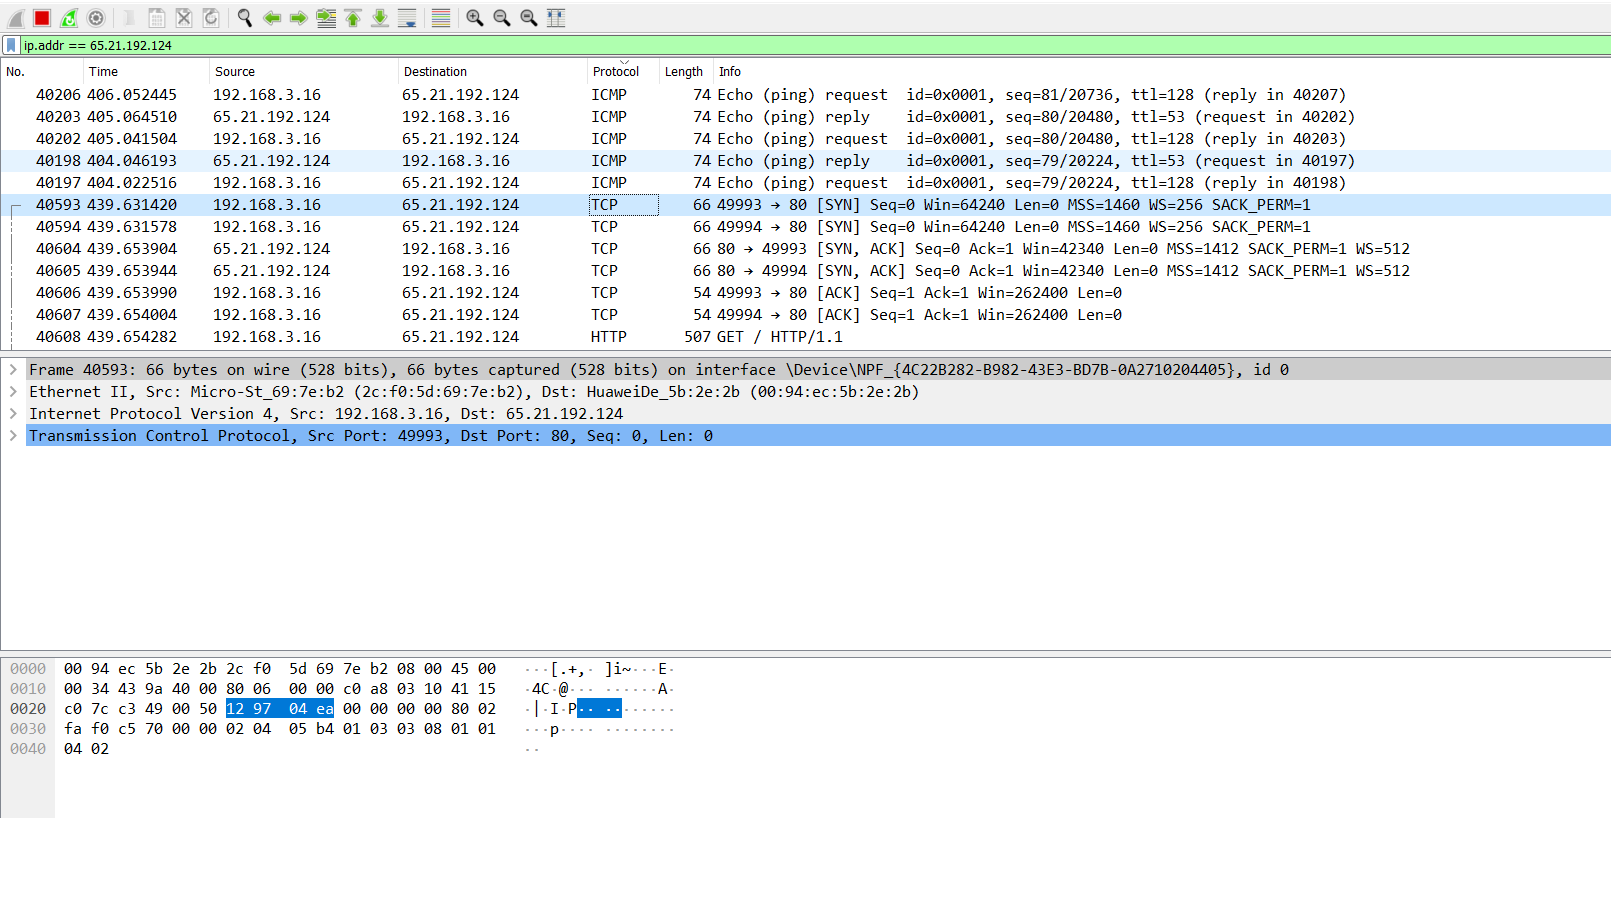 ip.addr == 65.21.192.124
No. Time Source Destination Protocol Length Info
40206 406.052445 192.168.3.16 65.21.192.124 ICMP 74 Echo (ping) request id=0x0001, seq=81/20736, ttl=128 (reply in 40207)
40203 405.064510 65.21.192.124 192.168.3.16 ICMP 74 Echo (ping) reply id=0x0001, seq=80/20480, ttl=53 (request in 40202)
40202 405.041504 192.168.3.16 65.21.192.124 ICMP 74 Echo (ping) request id=0x0001, seq=80/20480, ttl=128 (reply in 40203)
40198 404.046193 65.21.192.124 192.168.3.16 ICMP 74 Echo (ping) reply id=0x0001, seq=79/20224, ttl=53 (request in 40197)
40197 404.022516 192.168.3.16 65.21.192.124 ICMP 74 Echo (ping) request id=0x0001, seq=79/20224, ttl=128 (reply in 40198)
40593 439.631420 192.168.3.16 65.21.192.124 TCP 66 49993 → 80 [SYN] Seq=0 Win=64240 Len=0 MSS=1460 WS=256 SACK_PERM=1
40594 439.631578 192.168.3.16 65.21.192.124 TCP 66 49994 → 80 [SYN] Seq=0 Win=64240 Len=0 MSS=1460 WS=256 SACK_PERM=1
40604 439.653904 65.21.192.124 192.168.3.16 TCP 66 80 → 49993 [SYN, ACK] Seq=0 Ack=1 Win=42340 Len=0 MSS=1412 SACK_PERM=1 WS=512
40605 439.653944 65.21.192.124 192.168.3.16 TCP 66 80 → 49994 [SYN, ACK] Seq=0 Ack=1 Win=42340 Len=0 MSS=1412 SACK_PERM=1 WS=512
40606 439.653990 192.168.3.16 65.21.192.124 TCP 54 49993 → 80 [ACK] Seq=1 Ack=1 Win=262400 Len=0
40607 439.654004 192.168.3.16 65.21.192.124 TCP 54 49994 → 80 [ACK] Seq=1 Ack=1 Win=262400 Len=0
40608 439.654282 192.168.3.16 65.21.192.124 HTTP 507 GET / HTTP/1.1
Frame 40593: 66 bytes on wire (528 bits), 66 bytes captured (528 bits) on interface \Device\NPF_{4C22B282-B982-43E3-BD7B-0A2710204405}, id 0
Ethernet II, Src: Micro-St_69:7e:b2 (2c:f0:5d:69:7e:b2), Dst: HuaweiDe_5b:2e:2b (00:94:ec:5b:2e:2b)
Internet Protocol Version 4, Src: 192.168.3.16, Dst: 65.21.192.124
Transmission Control Protocol, Src Port: 49993, Dst Port: 80, Seq: 0, Len: 0
0000 00 94 ec 5b 2e 2b 2c f0 5d 69 7e b2 08 00 45 00 ···[.+,· ]i~···E·
0010 00 34 43 9a 40 00 80 06 00 00 c0 a8 03 10 41 15 ·4C·@··· ······A·
0020 c0 7c c3 49 00 50 12 97 04 ea 00 00 00 00 80 02 ·|·I·P·· ········
0030 fa f0 c5 70 00 00 02 04 05 b4 01 03 03 08 01 01 ···p···· ········
0040 04 02 ··